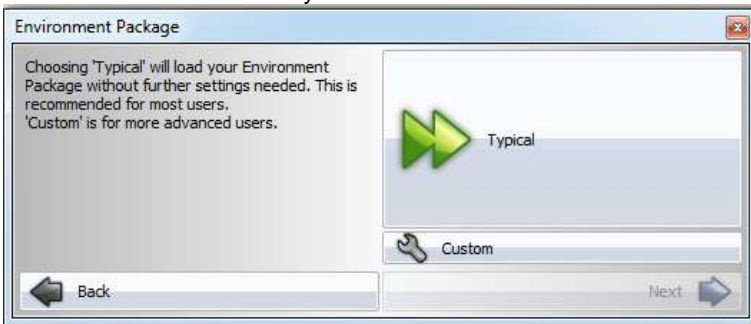 Environment Package
Choosing 'Typical' will load your Environment
Package without further settings needed. This is
recommended for most users.
'Custom' is for more advanced users.
Typical
Custom
Back
Next